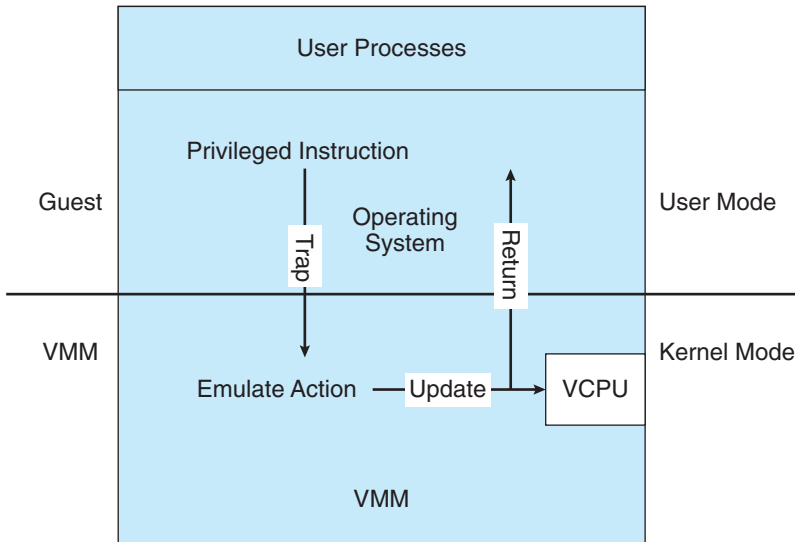 User Processes
Privileged Instruction
Guest
User Mode
Operating
System
Trap
Return
VMM
Kernel Mode
Emulate Action
Update
VCPU
VMM